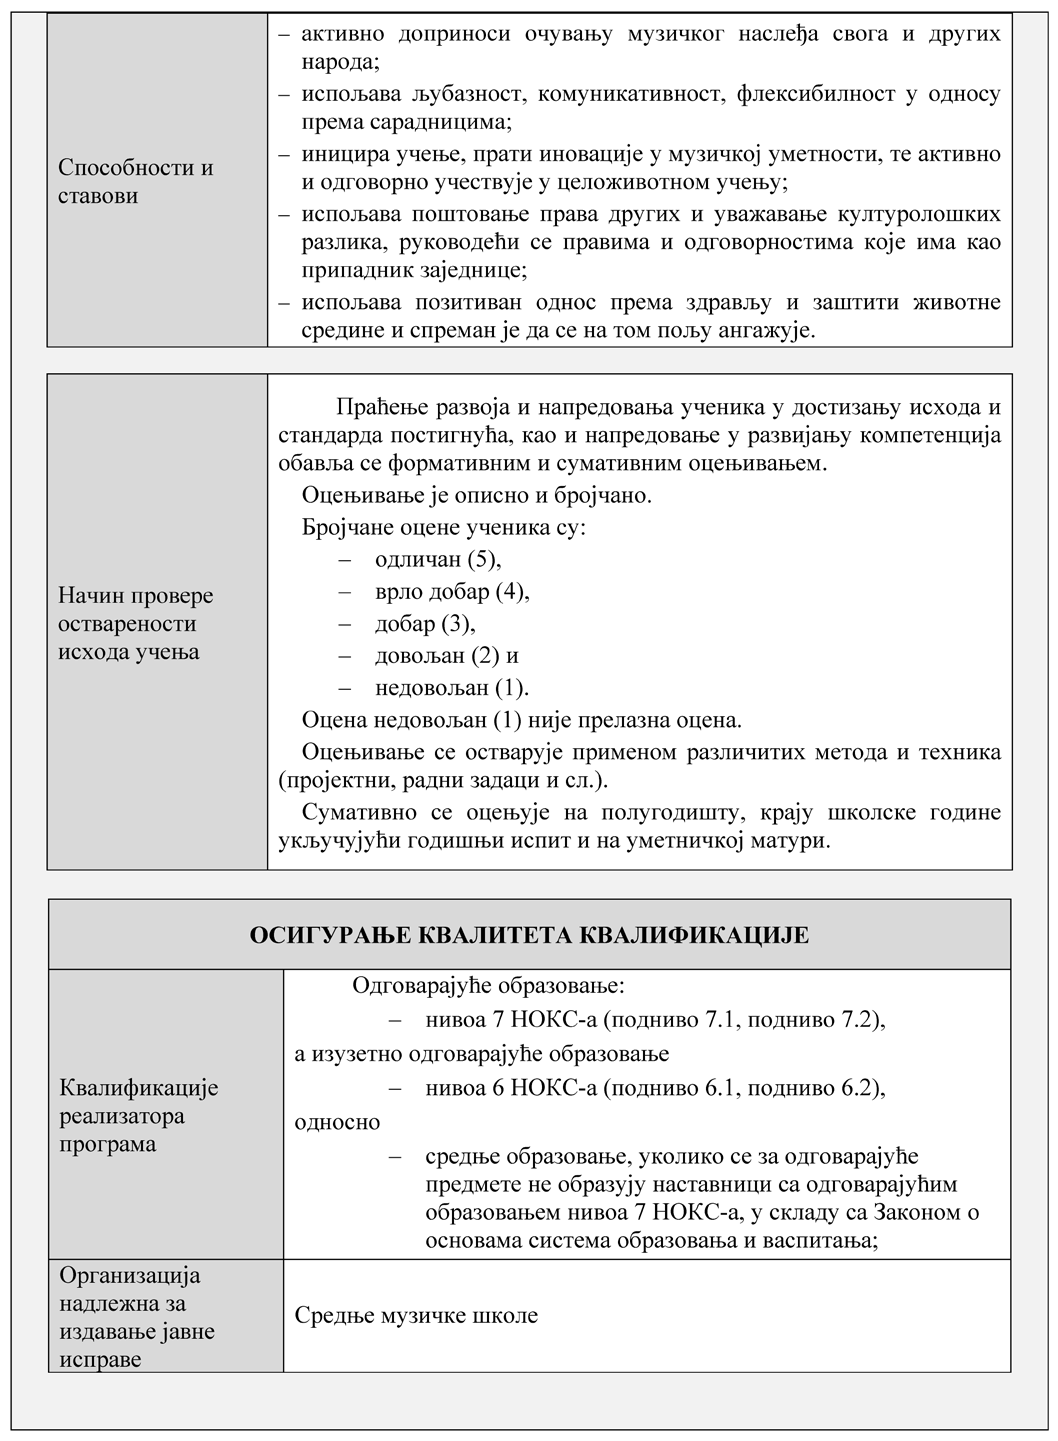 Способности и
ставови
– активно доприноси очувању музичког наслеђа свога и других
народа;
– испољава љубазност, комуникативност, флексибилност у односу
према сарадницима;
– иницира учење, прати иновације у музичкој уметности, те активно
и одговорно учествује у целоживотном учењу;
– испољава поштовање права других и уважавање културолошких
разлика, руководећи се правима и одговорностима које има као
припадник заједнице;
– испољава позитиван однос према здрављу и заштити животне
средине и спреман је да се на том пољу ангажује.
Начин провере
остварености
исхода учења
Праћење развоја и напредовања ученика у достизању исхода и
стандарда постигнућа, као и напредовање у развијању компетенција
обавља се формативним и сумативним оцењивањем.
Оцењивање је описно и бројчано.
Бројчане оцене ученика су:
– одличан (5),
– врло добар (4),
– добар (3),
– довољан (2) и
– недовољан (1).
Оцена недовољан (1) није прелазна оцена.
Оцењивање се остварује применом различитих метода и техника
(пројектни, радни задаци и сл.).
Сумативно се оцењује на полугодишту, крају школске године
укључујући годишњи испит и на уметничкој матури.
ОСИГУРАЊЕ КВАЛИТЕТА КВАЛИФИКАЦИЈЕ
Квалификације
реализатора
програма
Одговарајуће образовање:
– нивоа 7 НОКС-а (подниво 7.1, подниво 7.2),
а изузетно одговарајуће образовање
– нивоа 6 НОКС-а (подниво 6.1, подниво 6.2),
односно
– средње образовање, уколико се за одговарајуће
предмете не образују наставници са одговарајућим
образовањем нивоа 7 НОКС-а, у складу са Законом о
основама система образовања и васпитања;
Организација
надлежна за
издавање јавне
исправе
Средње музичке школе